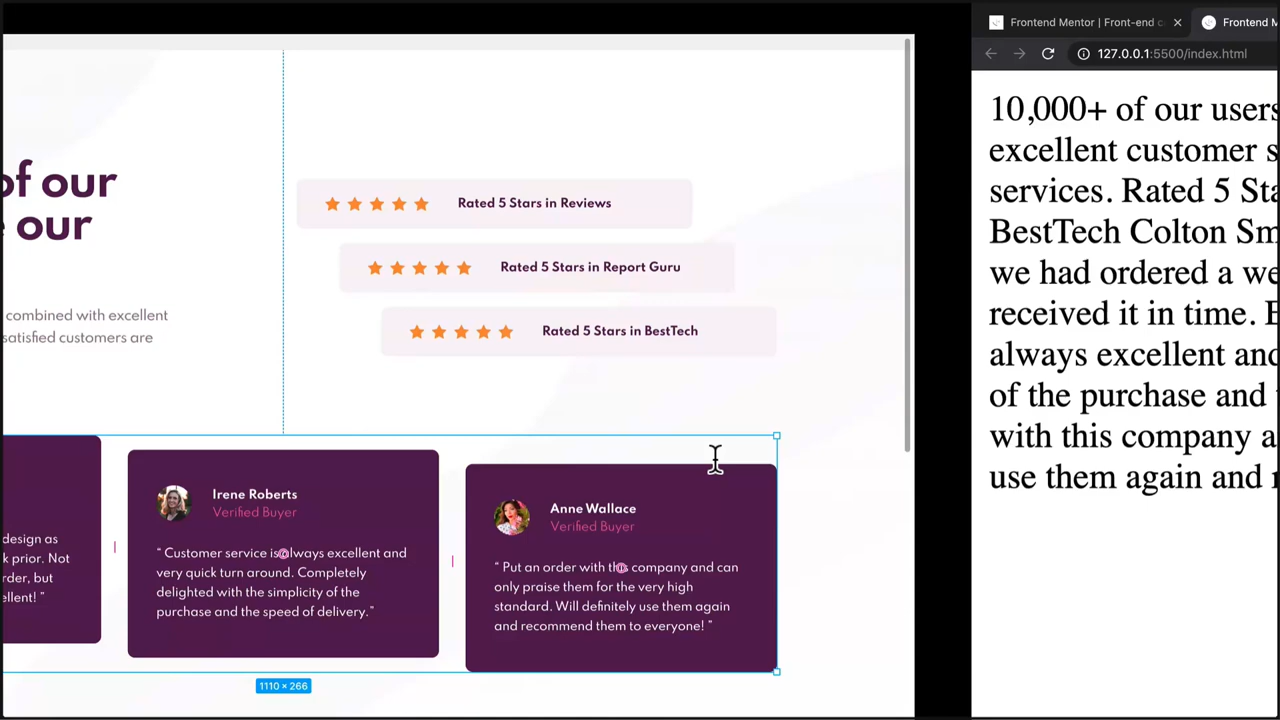 Frontend Mentor | Front-end
Frontend M
127.0.0.1:5500/index.html
of our
our
combined with excellent
satisfied customers are
Rated 5 Stars in Reviews
Rated 5 Stars in Report Guru
Rated 5 Stars in BestTech
design as
k prior. Not
rder, but
ellent! ”
Irene Roberts
Verified Buyer
“ Customer service is always excellent and
very quick turn around. Completely
delighted with the simplicity of the
purchase and the speed of delivery.”
Anne Wallace
Verified Buyer
“ Put an order with this company and can
only praise them for the very high
standard. Will definitely use them again
and recommend them to everyone! ”
1110 × 266
10,000+ of our users
excellent customer s
services. Rated 5 Sta
BestTech Colton Sm
we had ordered a we
received it in time. E
always excellent and
of the purchase and
with this company a
use them again and